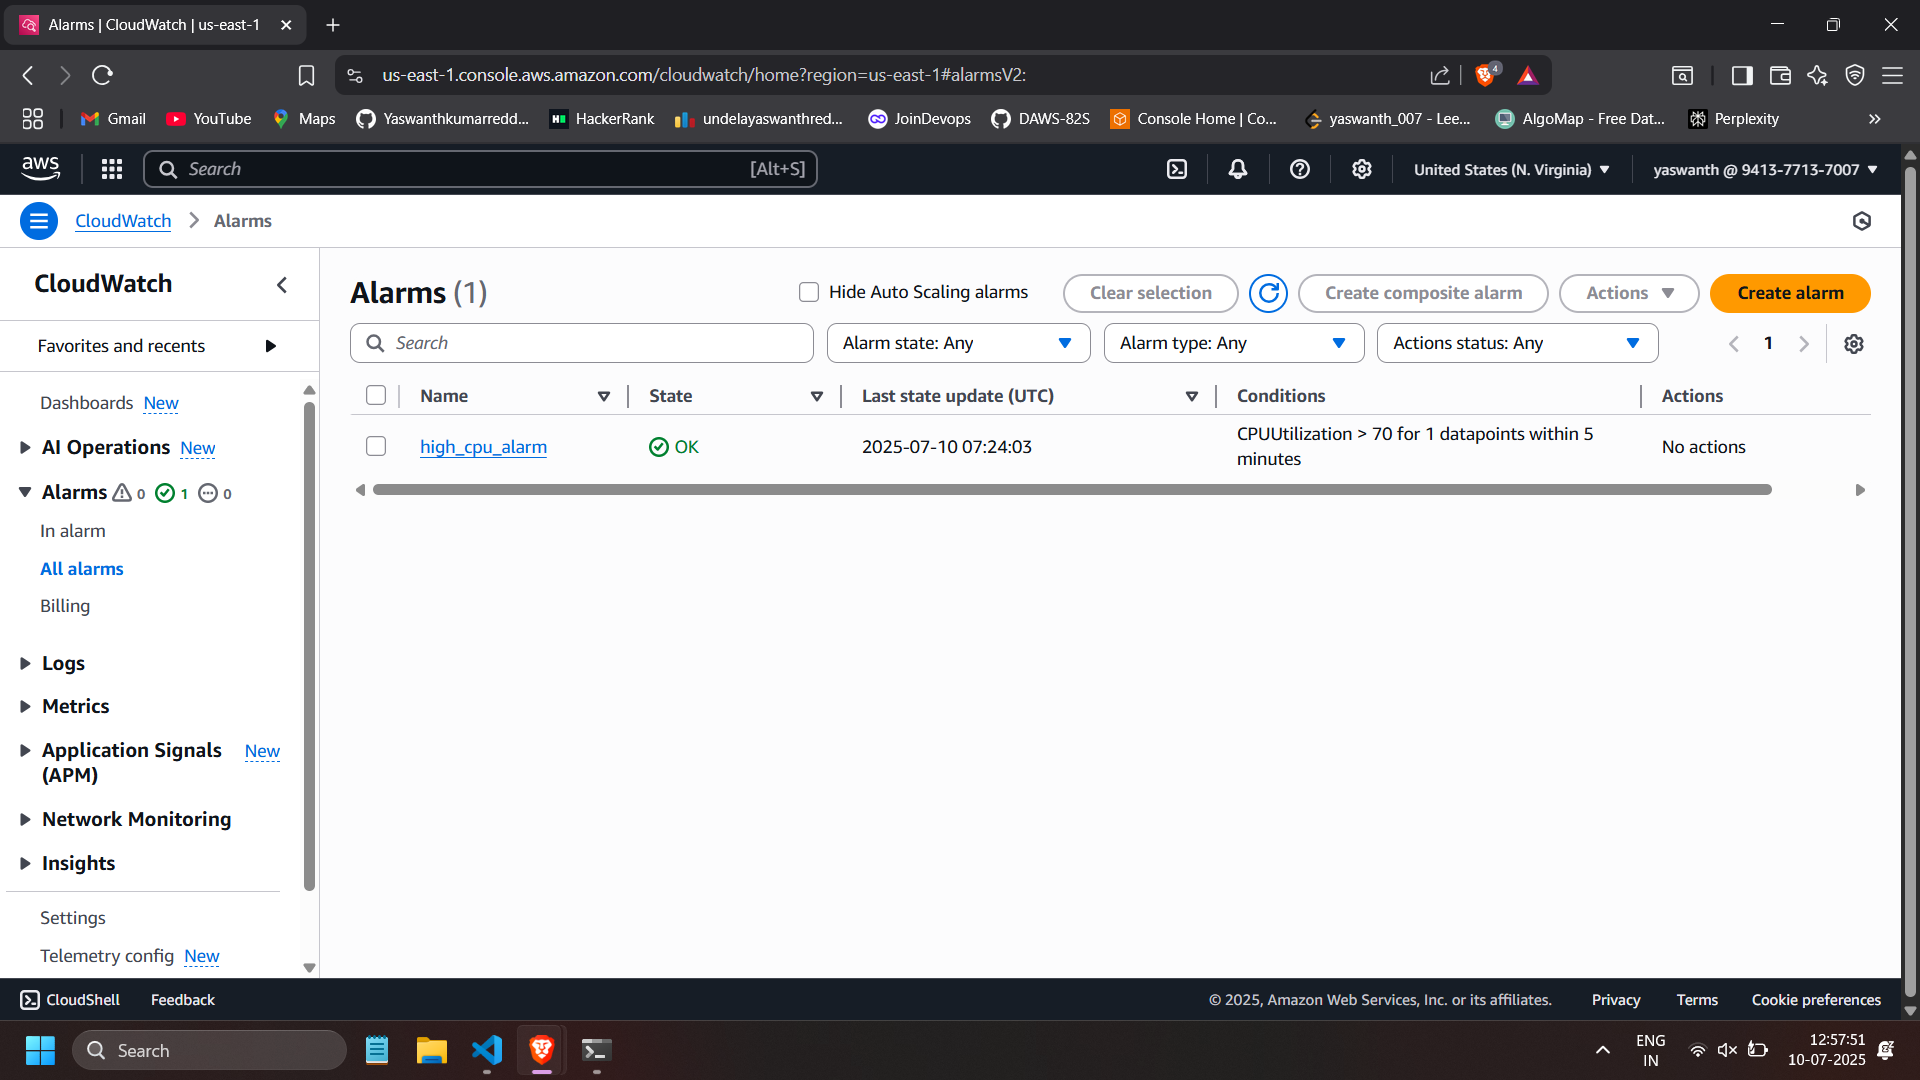 Alarms | CloudWatch | us-east-1
us-east-1.console.aws.amazon.com/cloudwatch/home?region=us-east-1#alarmsV2:
4
Gmail YouTube Maps Yaswanthkumarredd... HackerRank undelayaswanthred... JoinDevops DAWS-82S Console Home | Co... yaswanth_007 - Lee... AlgoMap - Free Dat... Perplexity
aws Search [Alt+S] United States (N. Virginia) yaswanth @ 9413-7713-7007
CloudWatch Alarms
CloudWatch
Favorites and recents
Dashboards New
AI Operations New
Alarms 0 1 0
In alarm
All alarms
Billing
Logs
Metrics
Application Signals New
(APM)
Network Monitoring
Insights
Settings
Telemetry config New
Alarms (1)
Hide Auto Scaling alarms Clear selection Create composite alarm Actions Create alarm
Search Alarm state: Any Alarm type: Any Actions status: Any 1
Name State Last state update (UTC) Conditions Actions
high_cpu_alarm OK 2025-07-10 07:24:03 CPUUtilization > 70 for 1 datapoints within 5 No actions
minutes
CloudShell Feedback © 2025, Amazon Web Services, Inc. or its affiliates. Privacy Terms Cookie preferences
Search
ENG
IN
12:57:51
10-07-2025